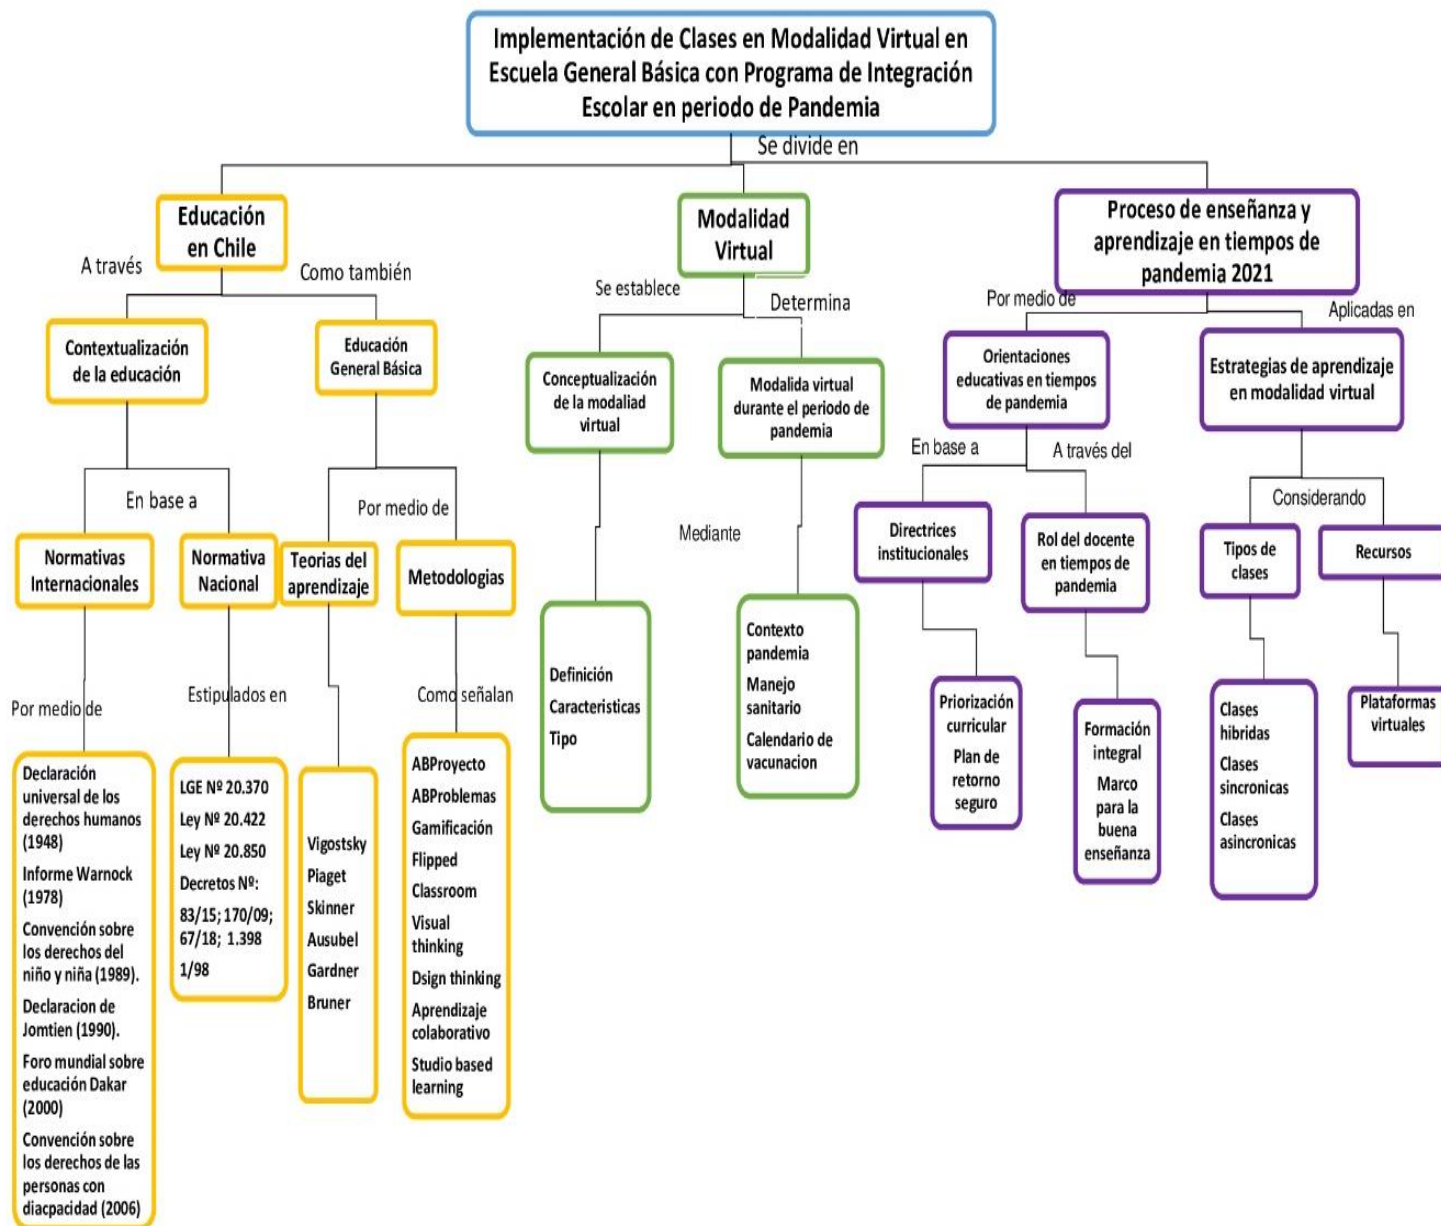 Implementación de Clases en Modalidad Virtual en
Escuela General Básica con Programa de Integración
Escolar en periodo de Pandemia
Se divide en
Educación
en Chile
Modalidad
Virtual
Proceso de enseñanza y
aprendizaje en tiempos de
pandemia 2021
A través
Como también
Se establece
Determina
Por medio de
Aplicadas en
Contextualización
de la educación
Educación
General Básica
Conceptualización
de la modaliad
virtual
Modalida virtual
durante el periodo de
pandemia
Orientaciones
educativas en tiempos
de pandemia
Estrategias de aprendizaje
en modalidad virtual
En base a
Por medio de
Mediante
En base a
A través del
Considerando
Normativas
Internacionales
Normativa
Nacional
Teorias del
aprendizaje
Metodologias
Directrices
institucionales
Rol del docente
en tiempos de
pandemia
Tipos de
clases
Recursos
Por medio de
Estipulados en
Como señalan
Declaración
universal de los
derechos humanos
(1948)
Informe Warnock
(1978)
Convención sobre
los derechos del
niño y niña (1989).
Declaracion de
Jomtien (1990).
Foro mundial sobre
educación Dakar
(2000)
Convención sobre
los derechos de las
personas con
diacpacidad (2006)
LGE Nº 20.370
Ley Nº 20.422
Ley Nº 20.850
Decretos Nº:
83/15; 170/09;
67/18; 1.398
1/98
Vigostsky
Piaget
Skinner
Ausubel
Gardner
Bruner
ABProyecto
ABProblemas
Gamificación
Flipped
Classroom
Visual
thinking
Dsign thinking
Aprendizaje
colaborativo
Studio based
learning
Definición
Caracteristicas
Tipo
Contexto
pandemia
Manejo
sanitario
Calendario de
vacunacion
Priorización
curricular
Plan de
retorno
seguro
Formación
integral
Marco
para la
buena
enseñanza
Clases
hibridas
Clases
sincronicas
Clases
asincronicas
Plataformas
virtuales